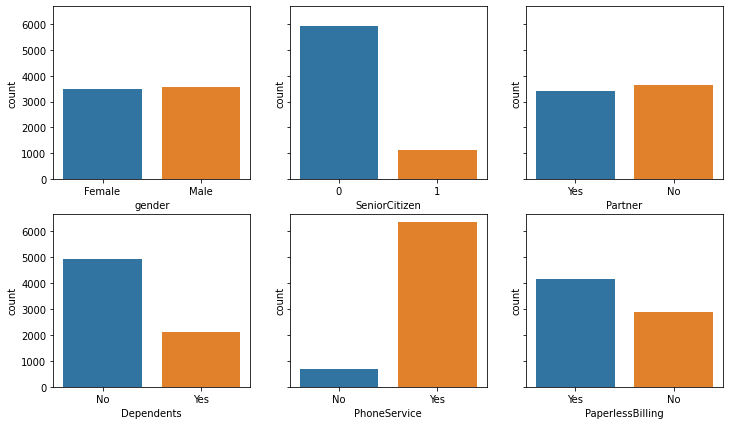 6000
5000
4000
3000
2000
1000
0
count
Female Male
gender
count
0 1
SeniorCitizen
count
Yes No
Partner
6000
5000
4000
3000
2000
1000
0
count
No Yes
Dependents
count
No Yes
PhoneService
count
Yes No
PaperlessBilling